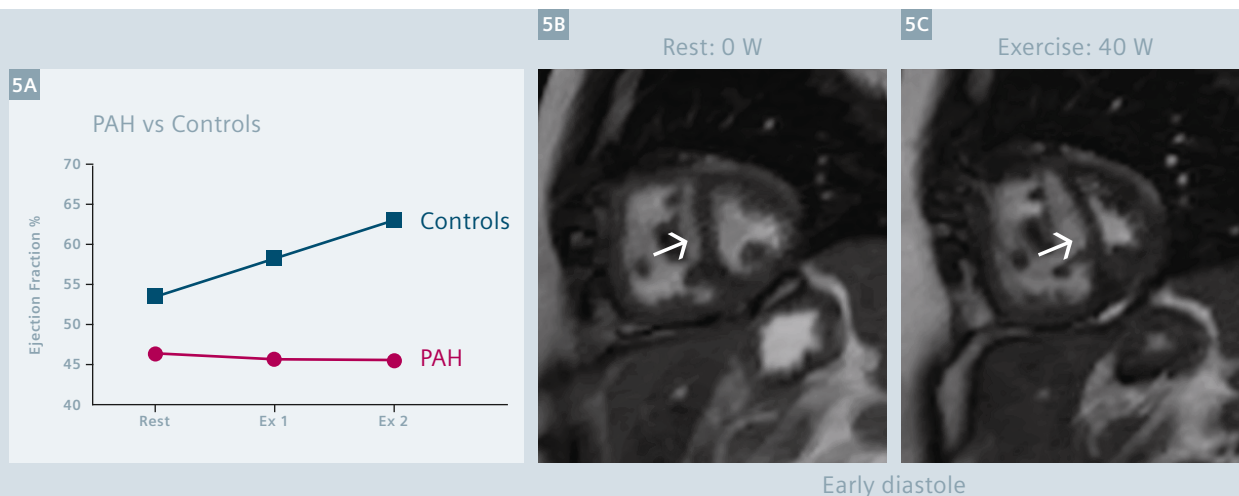 5A
PAH vs Controls
Ejection Fraction %
70
65
60
55
50
45
40
Controls
PAH
Rest
Ex 1
Ex 2
5B
Rest: 0 W
5C
Exercise: 40 W
Early diastole